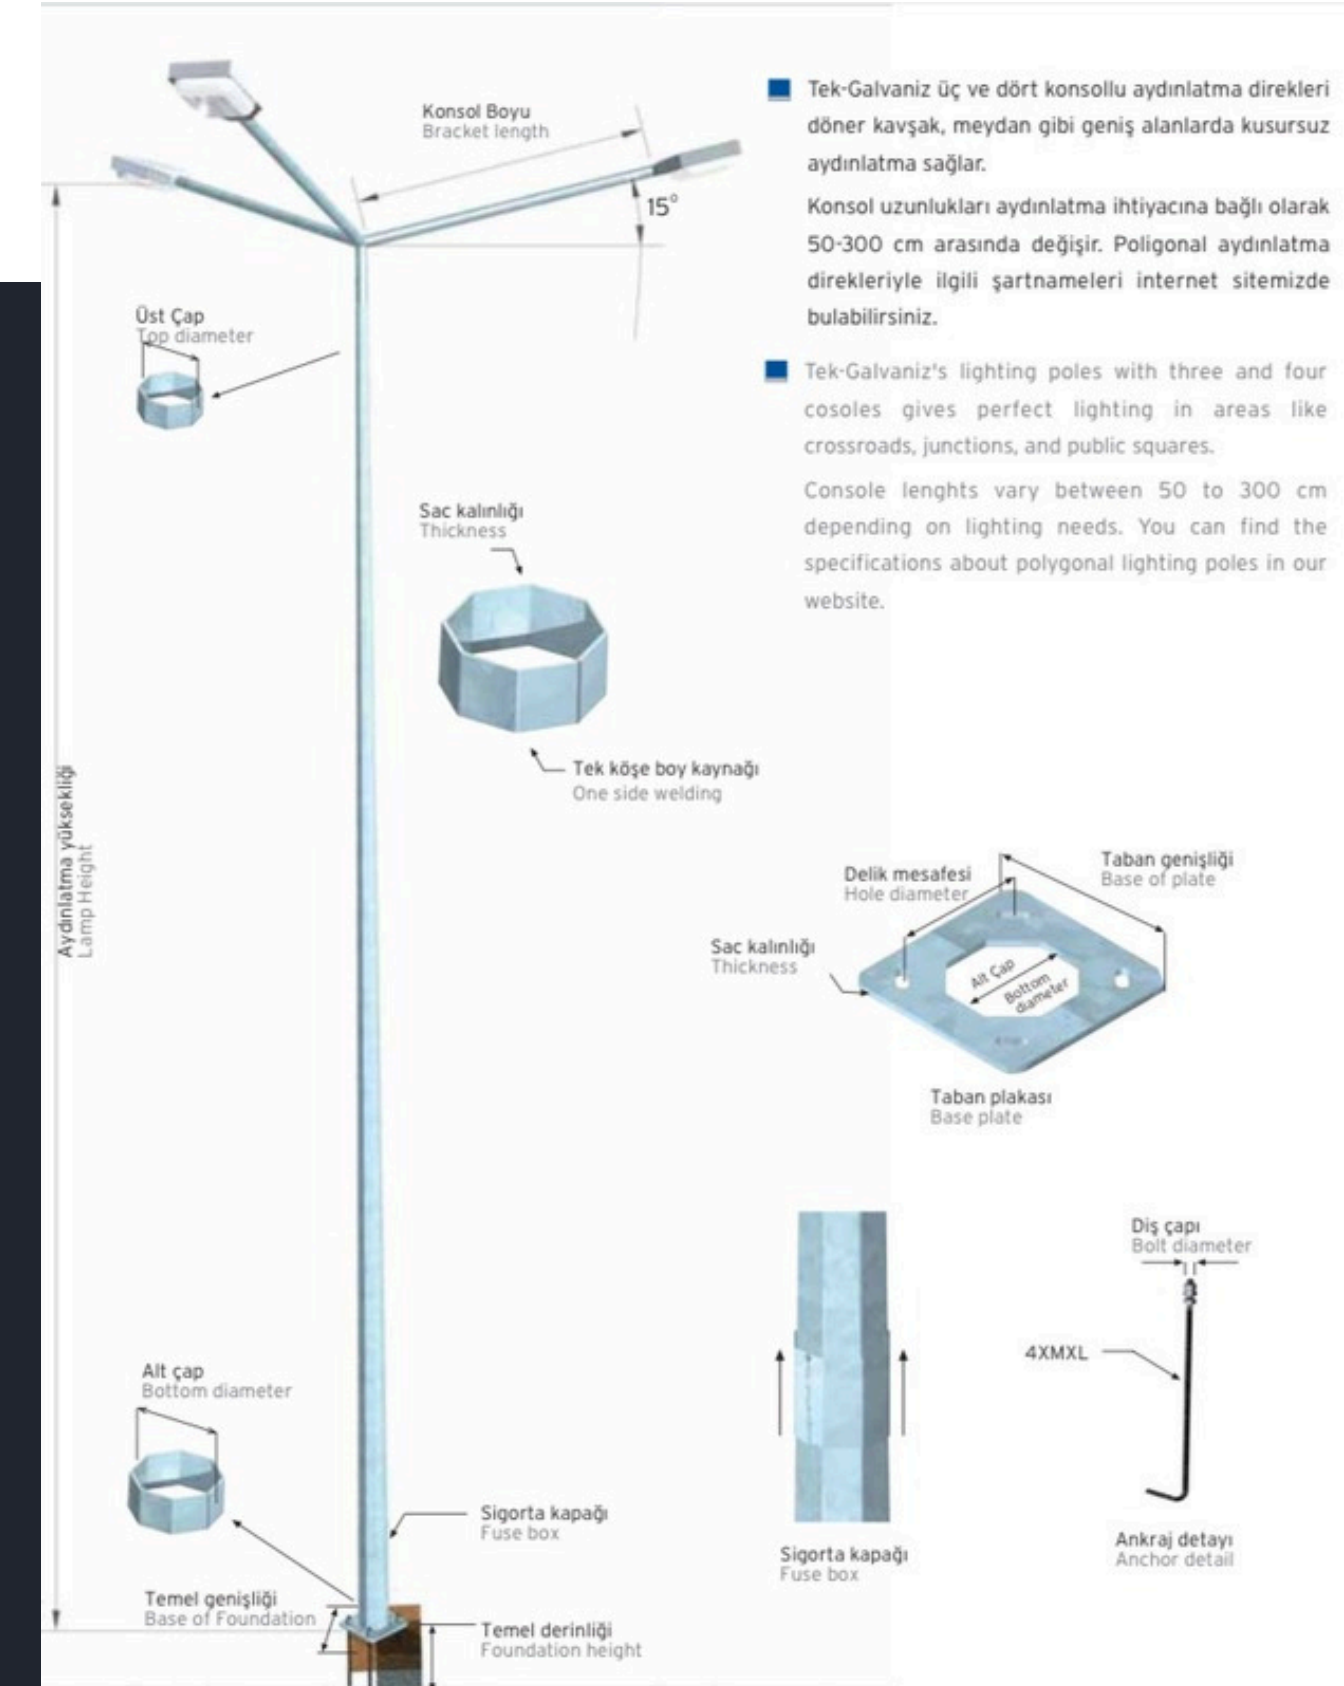 Konsol Boyu
Bracket length
15°
Üst Çap
Top diameter
Sac kalınlığı
Thickness
Tek köşe boy kaynağı
One side welding
Aydınlatma yüksekliği
Lamp Height
Alt çap
Bottom diameter
Sigorta kapağı
Fuse box
Temel genişliği
Base of Foundation
Temel derinliği
Foundation height
Tek-Galvaniz üç ve dört konsollu aydınlatma direkleri
döner kavşak, meydan gibi geniş alanlarda kusursuz
aydınlatma sağlar.
Konsol uzunlukları aydınlatma ihtiyacına bağlı olarak
50-300 cm arasında değişir. Poligonal aydınlatma
direkleriyle ilgili şartnameleri internet sitemizde
bulabilirsiniz.
Tek-Galvaniz's lighting poles with three and four
cosoles gives perfect lighting in areas like
crossroads, junctions, and public squares.
Console lenghts vary between 50 to 300 cm
depending on lighting needs. You can find the
specifications about polygonal lighting poles in our
website.
Delik mesafesi
Hole diameter
Taban genişliği
Base of plate
Sac kalınlığı
Thickness
Alt Çap
Bottom
diameter
Taban plakası
Base plate
Sigorta kapağı
Fuse box
Diş çapı
Bolt diameter
4XMXL
Ankraj detayı
Anchor detail